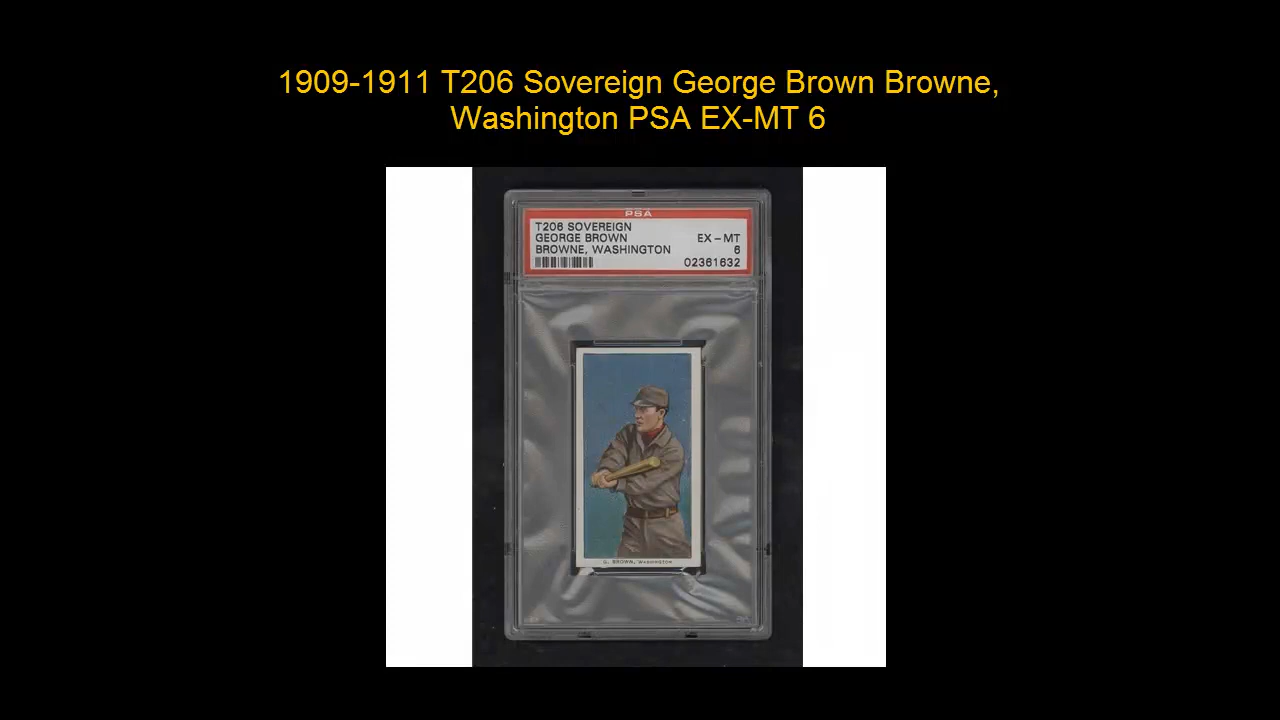 1909-1911 T206 Sovereign George Brown Browne,
Washington PSA EX-MT 6
PSA
T206 SOVEREIGN
GEORGE BROWN EX-MT
BROWNE, WASHINGTON 6
02361632
G. BROWN, WASHINGTON